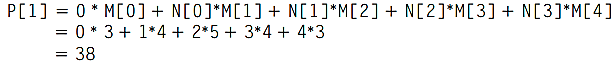 P[1] = 0 * M[0] + N[0]*M[1] + N[1]*M[2] + N[2]*M[3] + N[3]*M[4]
= 0 * 3 + 1*4 + 2*5 + 3*4 + 4*3
= 38